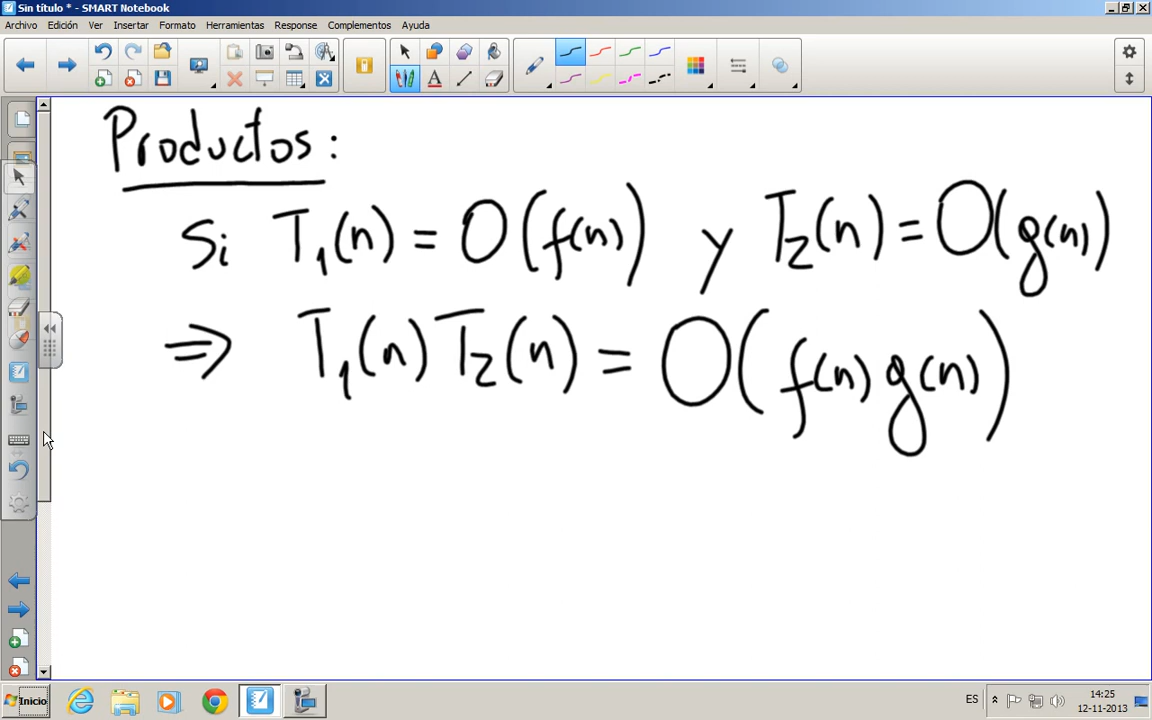 Sin título * - SMART Notebook
Archivo Edición Ver Insertar Formato Herramientas Response Complementos Ayuda
Productos:
Si T₁(n) = O(f(n)) y T₂(n) = O(g(n))
⇒ T₁(n) T₂(n) = O(f(n) g(n))
Inicio
ES
14:25
12-11-2013